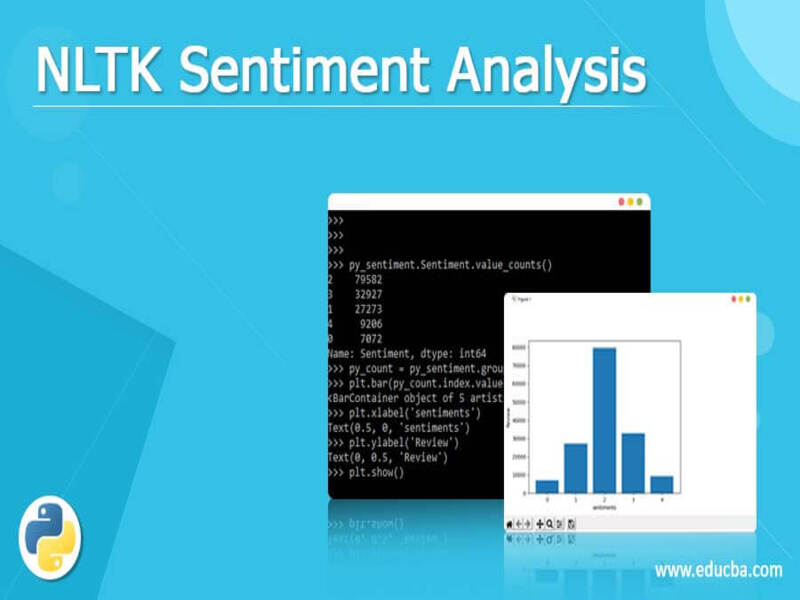 NLTK Sentiment Analysis
>>>
>>>
>>>
>>> py_sentiment.Sentiment.value_counts()
2 79582
3 32927
1 27273
4 9206
0 7072
Name: Sentiment, dtype: int64
>>> py_count = py_sentiment.grou
>>> plt.bar(py_count.index.value
<BarContainer object of 5 artist
>>> plt.xlabel('sentiments')
Text(0.5, 0, 'sentiments')
>>> plt.ylabel('Review')
Text(0, 0.5, 'Review')
>>> plt.show()
Figure 1
80000
70000
60000
50000
40000
30000
20000
10000
0
Review
0 1 2 3 4
sentiments
www.educba.com